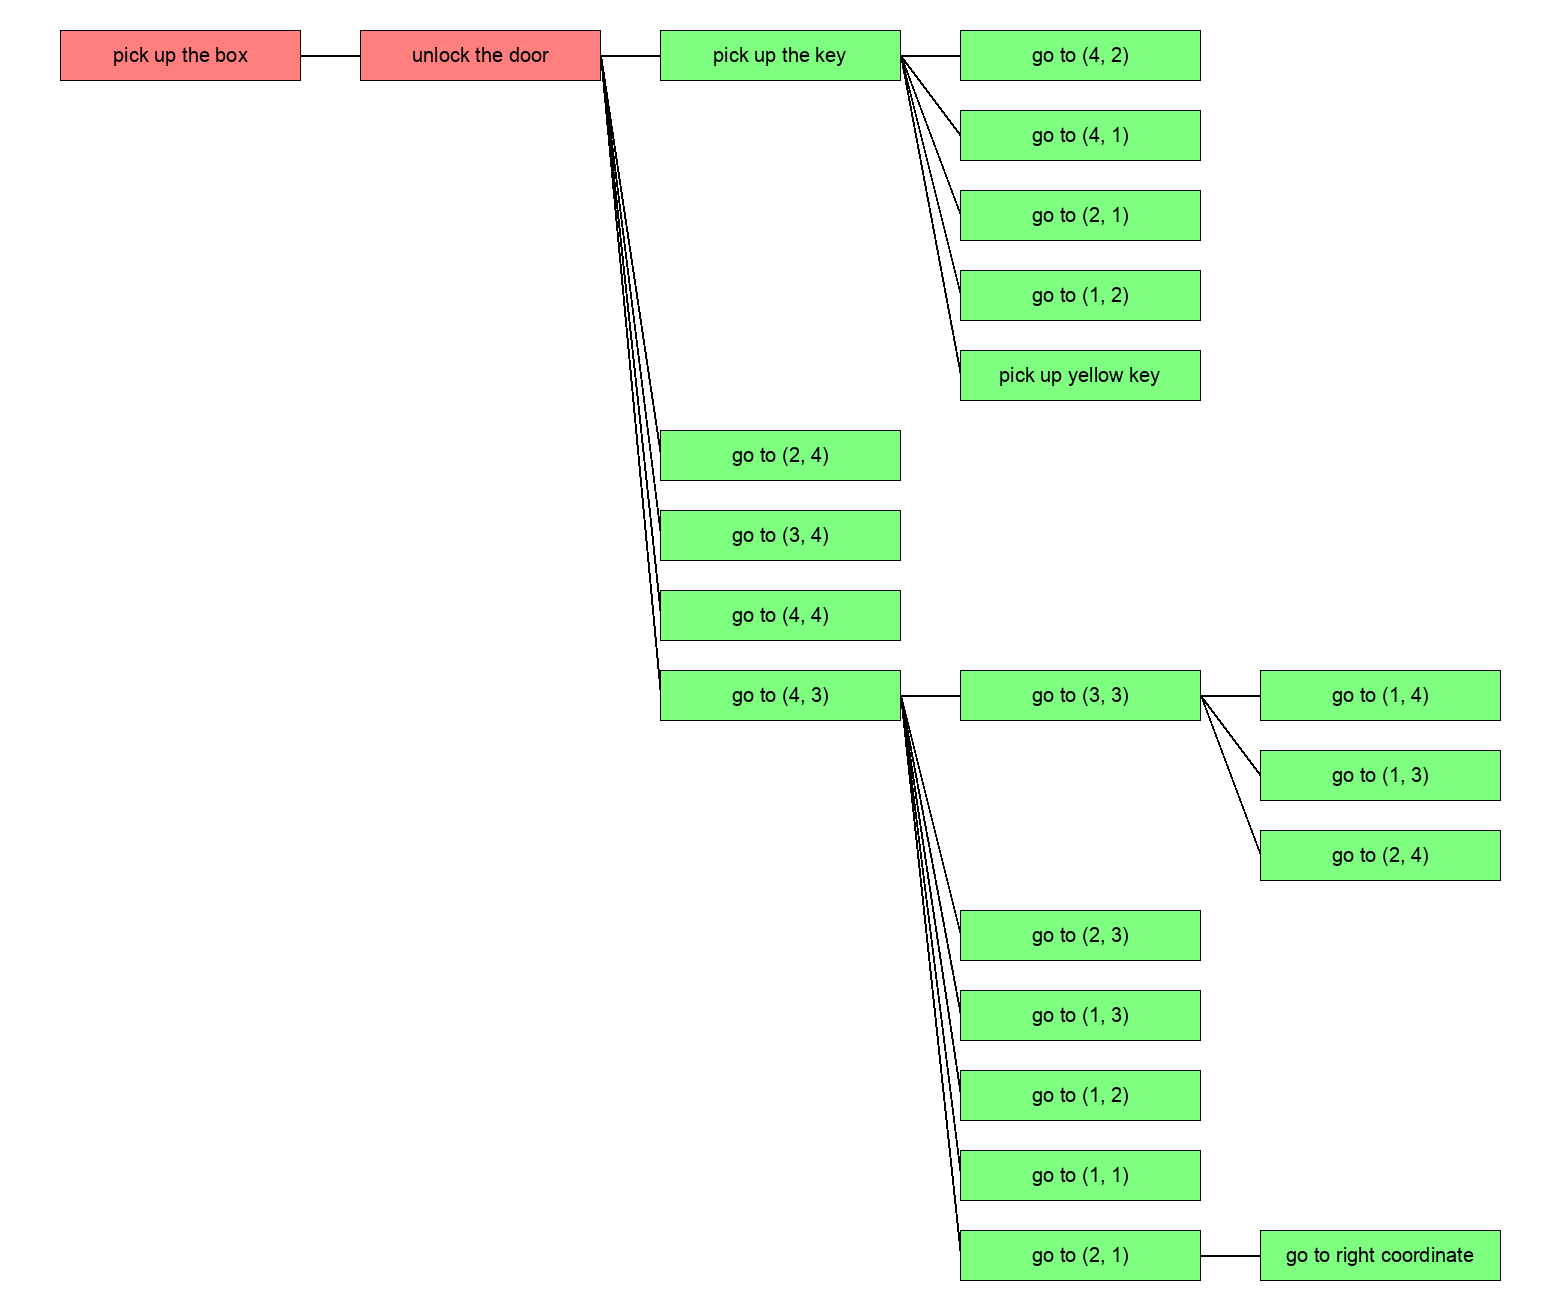 pick up the box
unlock the door
pick up the key
go to (4, 2)
go to (4, 1)
go to (2, 1)
go to (1, 2)
pick up yellow key
go to (2, 4)
go to (3, 4)
go to (4, 4)
go to (4, 3)
go to (3, 3)
go to (1, 4)
go to (1, 3)
go to (2, 4)
go to (2, 3)
go to (1, 3)
go to (1, 2)
go to (1, 1)
go to (2, 1)
go to right coordinate